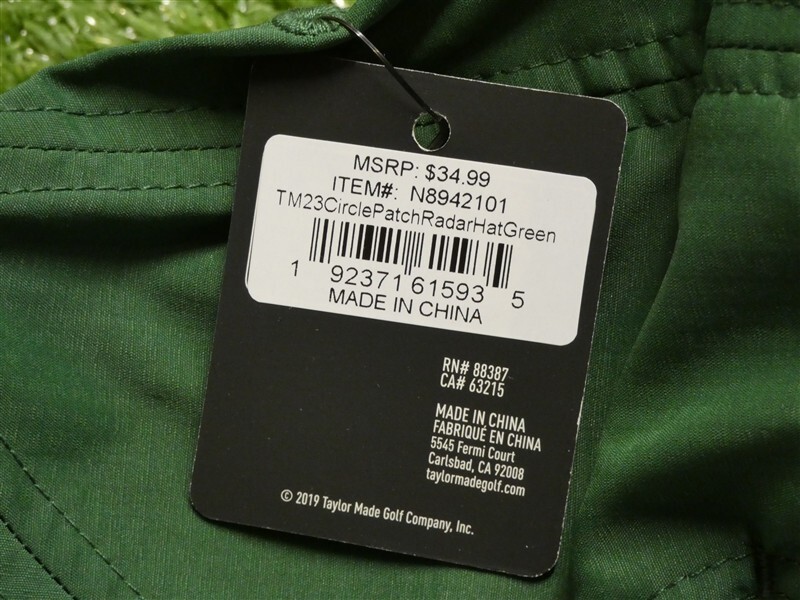 MSRP: $34.99
ITEM#: N8942101
TM23CirclePatchRadarHatGreen
1 92371 61593 5
MADE IN CHINA
RN# 88387
CA# 63215
MADE IN CHINA
FABRIQUÉ EN CHINA
5545 Fermi Court
Carlsbad, CA 92008
taylormadegolf.com
© 2019 Taylor Made Golf Company, Inc.